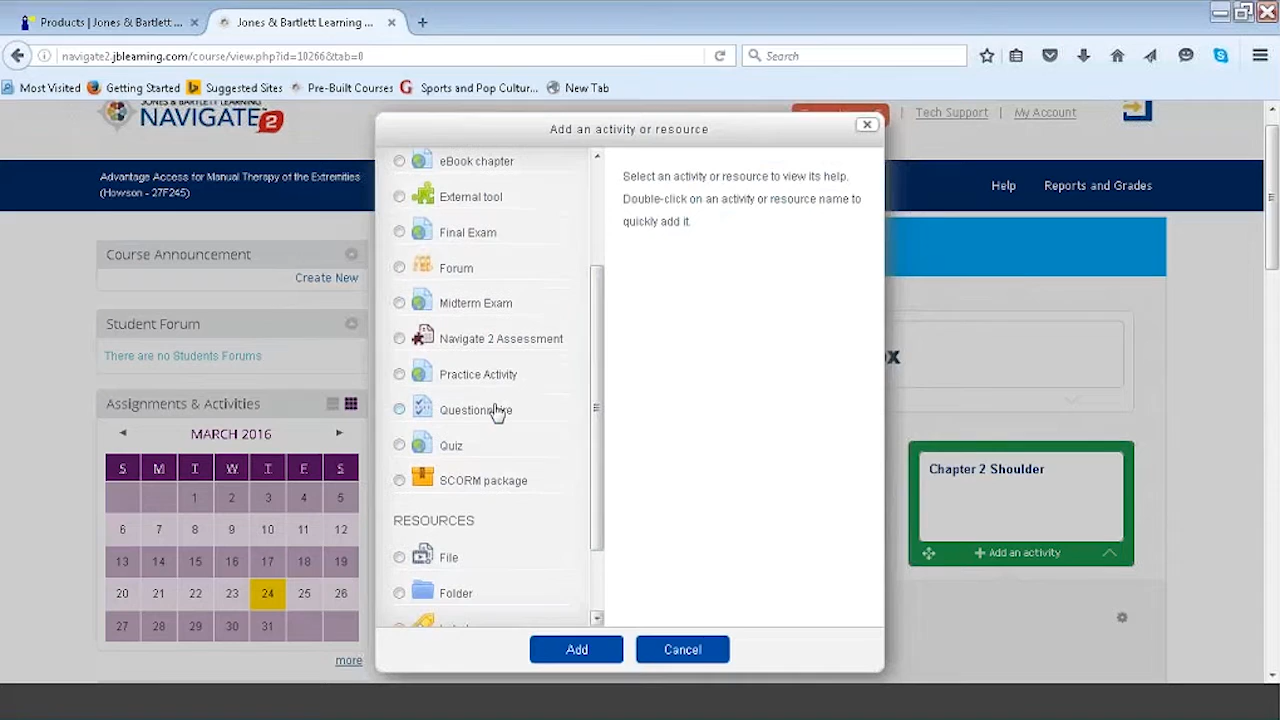 Products | Jones & Bartlett ...
Jones & Bartlett Learning ...
navigate2.jblearning.com/course/view.php?id=10266&tab=0
Search
Most Visited
Getting Started
Suggested Sites
Pre-Built Courses
Sports and Pop Cultur...
New Tab
JONES & BARTLETT LEARNING
NAVIGATE 2
Tech Support
My Account
Advantage Access for Manual Therapy of the Extremities
(Howson - 27F245)
Help
Reports and Grades
Course Announcement
Create New
Student Forum
There are no Students Forums
Assignments & Activities
MARCH 2016
S M T W T F S
1 2 3 4 5
6 7 8 9 10 11 12
13 14 15 16 17 18 19
20 21 22 23 24 25 26
27 28 29 30 31
more
Add an activity or resource
eBook chapter
External tool
Final Exam
Forum
Midterm Exam
Navigate 2 Assessment
Practice Activity
Questionnaire
Quiz
SCORM package
RESOURCES
File
Folder
Select an activity or resource to view its help.
Double-click on an activity or resource name to
quickly add it.
Add
Cancel
ox
Chapter 2 Shoulder
Add an activity